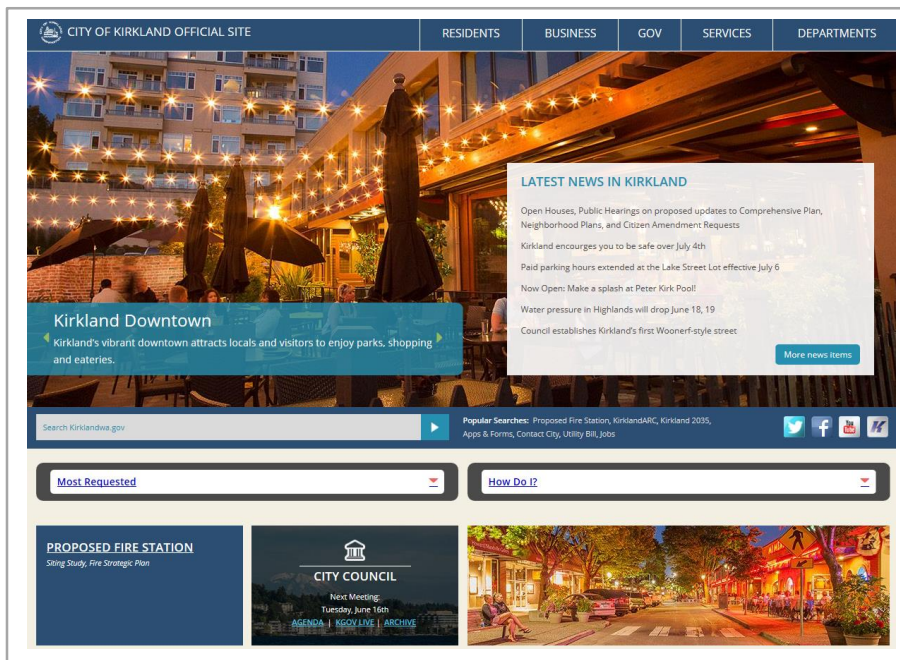 CITY OF KIRKLAND OFFICIAL SITE
RESIDENTS
BUSINESS
GOV
SERVICES
DEPARTMENTS
LATEST NEWS IN KIRKLAND
Open Houses, Public Hearings on proposed updates to Comprehensive Plan,
Neighborhood Plans, and Citizen Amendment Requests
Kirkland encourges you to be safe over July 4th
Paid parking hours extended at the Lake Street Lot effective July 6
Now Open: Make a splash at Peter Kirk Pool!
Water pressure in Highlands will drop June 18, 19
Council establishes Kirkland's first Woonerf-style street
More news items
Kirkland Downtown
Kirkland's vibrant downtown attracts locals and visitors to enjoy parks, shopping
and eateries.
Search Kirklandwa.gov
Popular Searches: Proposed Fire Station, KirklandARC, Kirkland 2035,
Apps & Forms, Contact City, Utility Bill, Jobs
Most Requested
How Do I?
PROPOSED FIRE STATION
Siting Study, Fire Strategic Plan
CITY COUNCIL
Next Meeting:
Tuesday, June 16th
AGENDA | KGOV LIVE | ARCHIVE